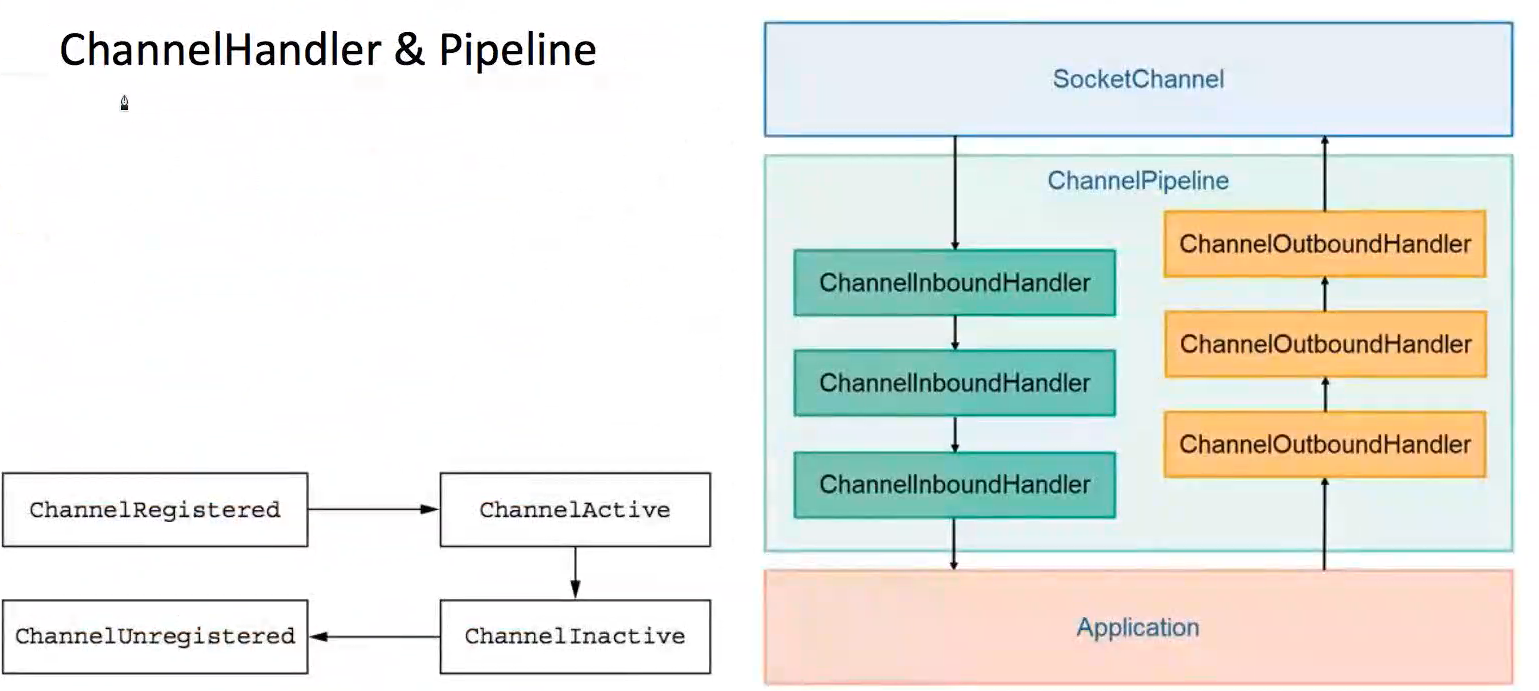 ChannelHandler & Pipeline
SocketChannel
ChannelPipeline
ChannelInboundHandler
ChannelInboundHandler
ChannelInboundHandler
ChannelOutboundHandler
ChannelOutboundHandler
ChannelOutboundHandler
Application
ChannelRegistered
ChannelActive
ChannelUnregistered
ChannelInactive